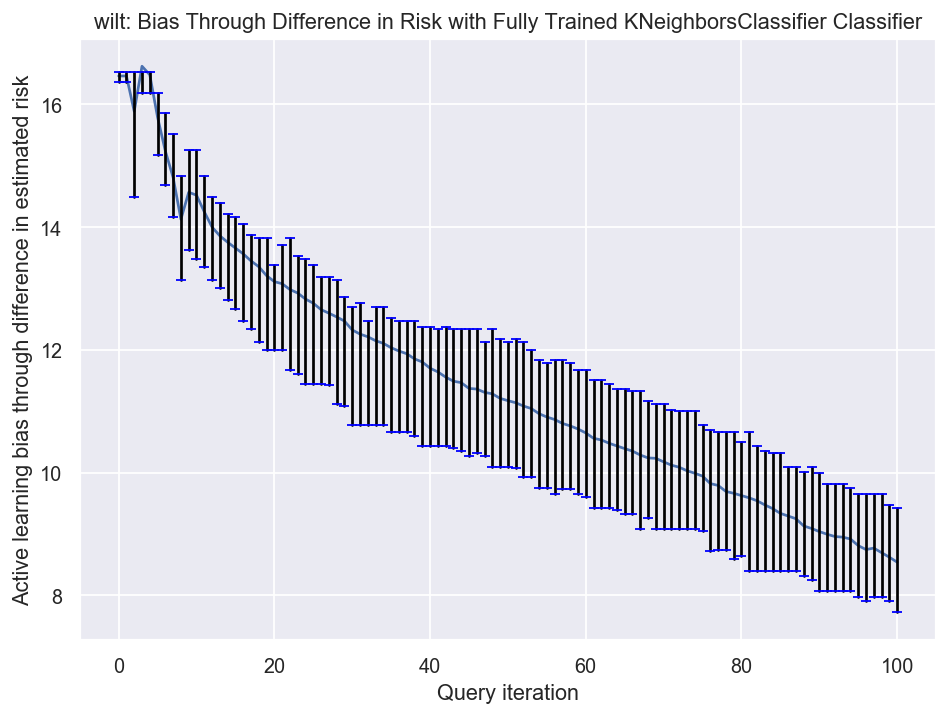 wilt: Bias Through Difference in Risk with Fully Trained KNeighborsClassifier Classifier
Active learning bias through difference in estimated risk
16
14
12
10
8
0 20 40 60 80 100
Query iteration